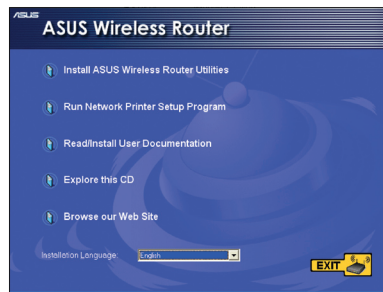 ASUS
ASUS Wireless Router
Install ASUS Wireless Router Utilities
Run Network Printer Setup Program
Read/Install User Documentation
Explore this CD
Browse our Web Site
Installation Language: English
EXIT